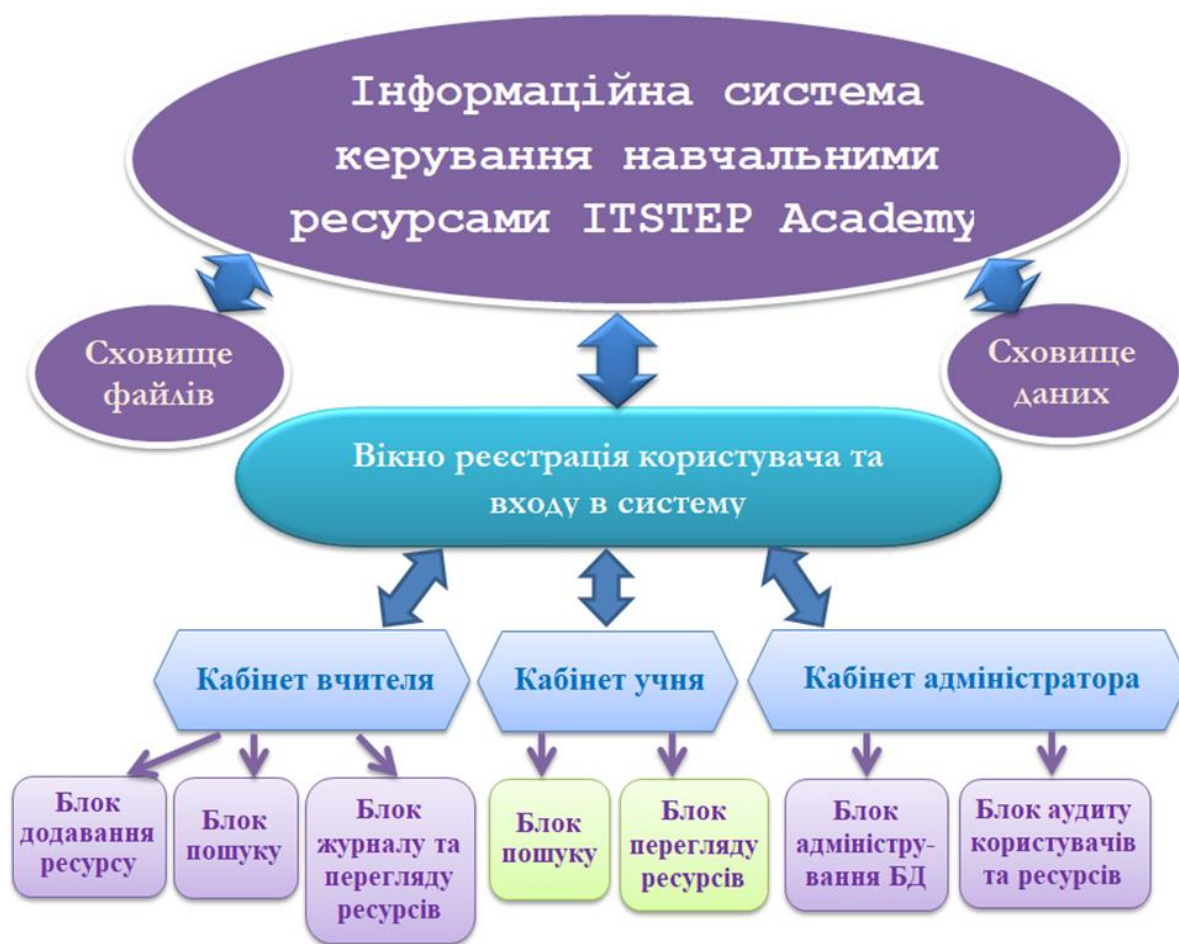 Інформаційна система
керування навчальними
ресурсами ITSTEP Academy
Сховище
файлів
Сховище
даних
Вікно реєстрація користувача та
входу в систему
Кабінет вчителя
Кабінет учня
Кабінет адміністратора
Блок
додавання
ресурсу
Блок
пошуку
Блок
журналу та
перегляду
ресурсів
Блок
пошуку
Блок
перегляду
ресурсів
Блок
адміністру-
вання БД
Блок аудиту
користувачів
та ресурсів